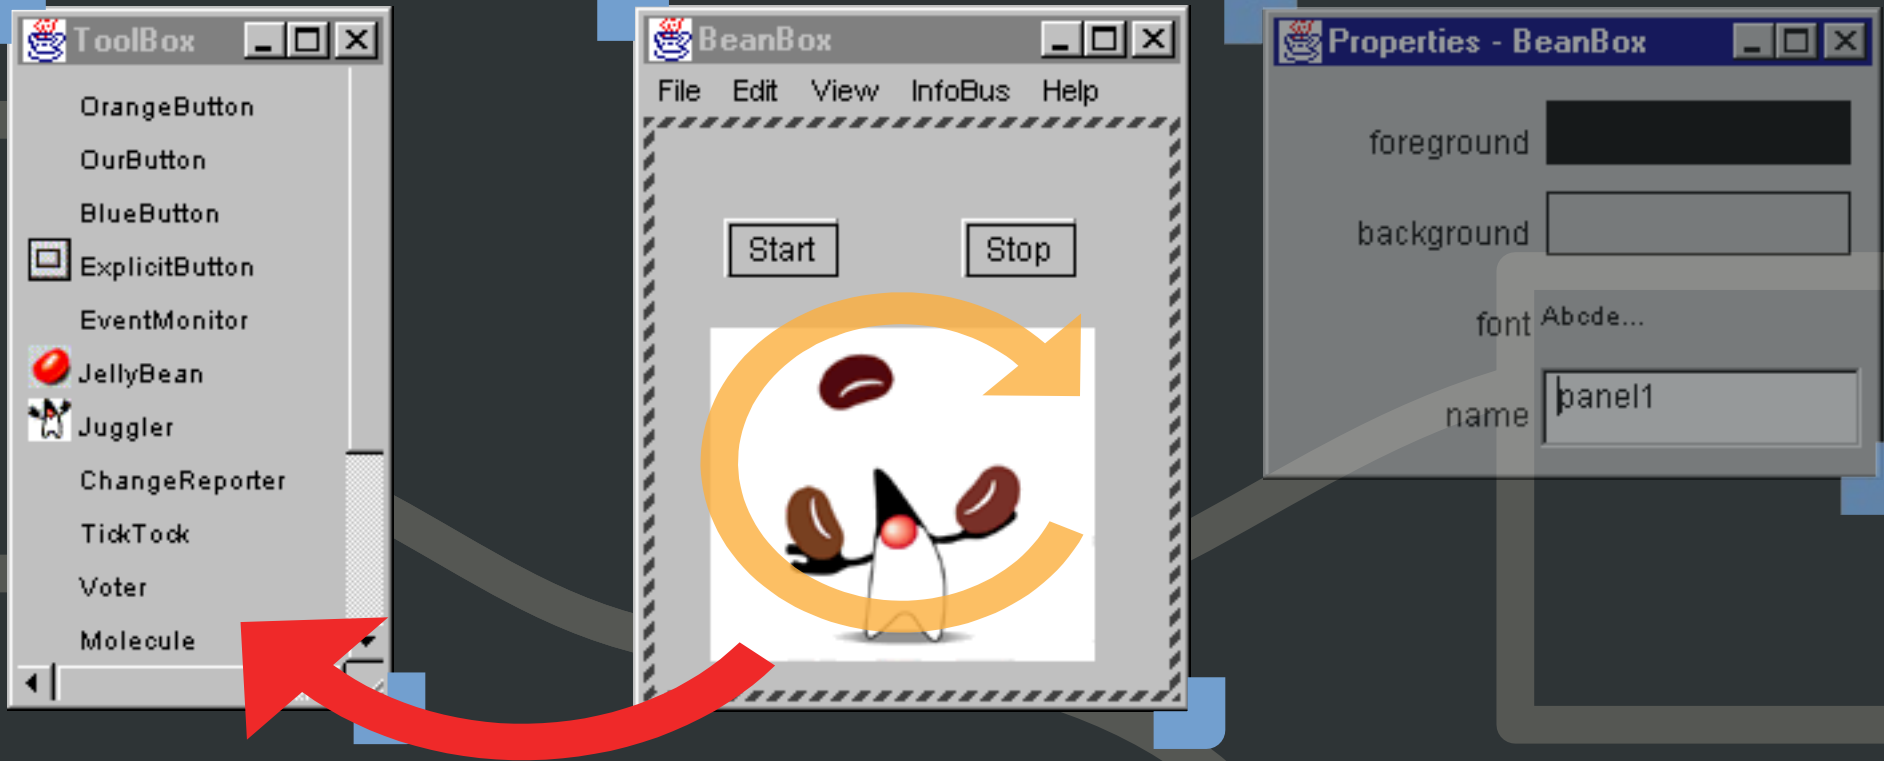 ToolBox
OrangeButton
OurButton
BlueButton
ExplicitButton
EventMonitor
JellyBean
Juggler
ChangeReporter
TickTock
Voter
Molecule
BeanBox
File Edit View InfoBus Help
Start Stop
Properties - BeanBox
foreground
background
font Abcde...
name panel1